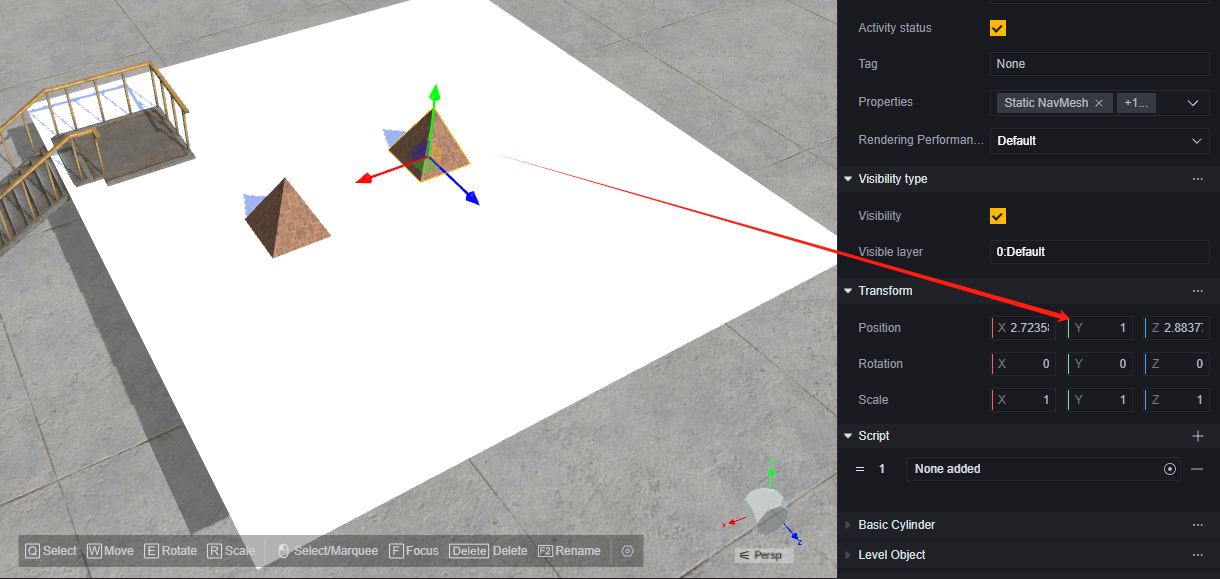 Activity status
Tag None
Properties Static NavMesh × +1...
Rendering Performan... Default
Visibility type ...
Visibility
Visible layer 0:Default
Transform ...
Position X 2.7235 Y 1 Z 2.8837
Rotation X 0 Y 0 Z 0
Scale X 1 Y 1 Z 1
Script +
= 1 None added
Basic Cylinder ...
Level Object ...
Y
x
z
Persp
Q Select W Move E Rotate R Scale Select/Marquee F Focus Delete Delete F2 Rename